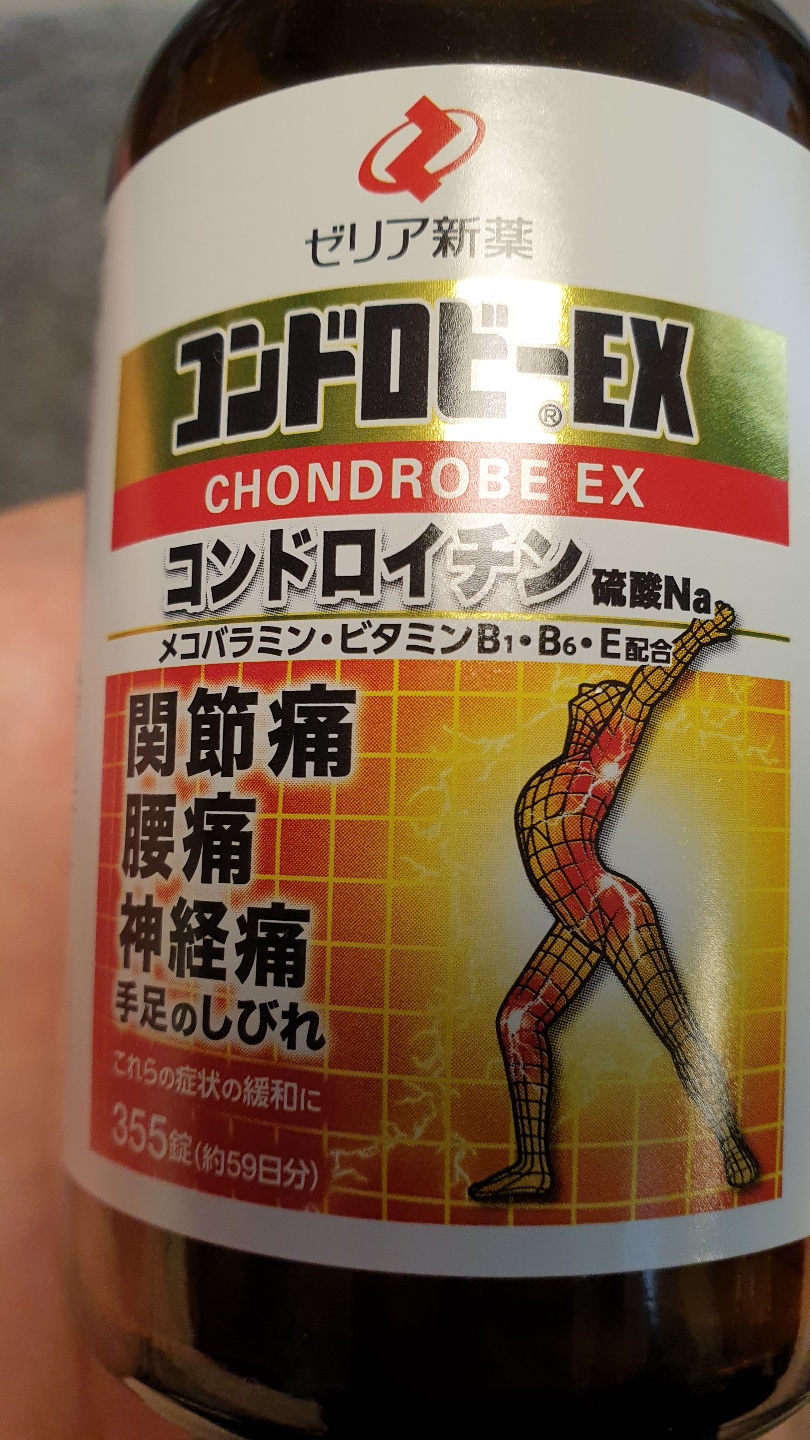 ゼリア新薬
コンドロビーEX
®
CHONDROBE EX
コンドロイチン硫酸Na
メコバラミン・ビタミンB1・B6・E配合
関節痛
腰痛
神経痛
手足のしびれ
これらの症状の緩和に
355錠(約59日分)